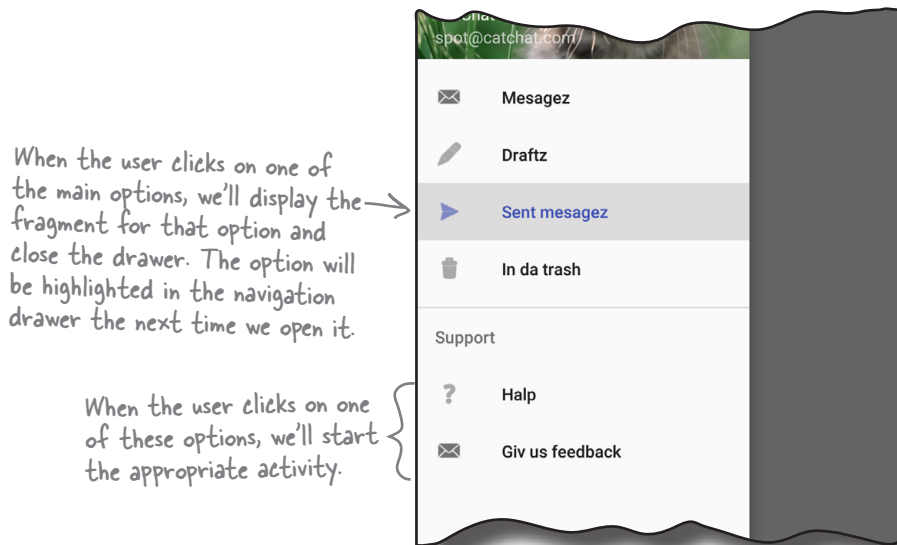 spot@catchat.com
Mesagez
Draftz
When the user clicks on one of
the main options, we'll display the
fragment for that option and
close the drawer. The option will
be highlighted in the navigation
drawer the next time we open it.
Sent mesagez
In da trash
Support
When the user clicks on one
of these options, we'll start
the appropriate activity.
Halp
Giv us feedback